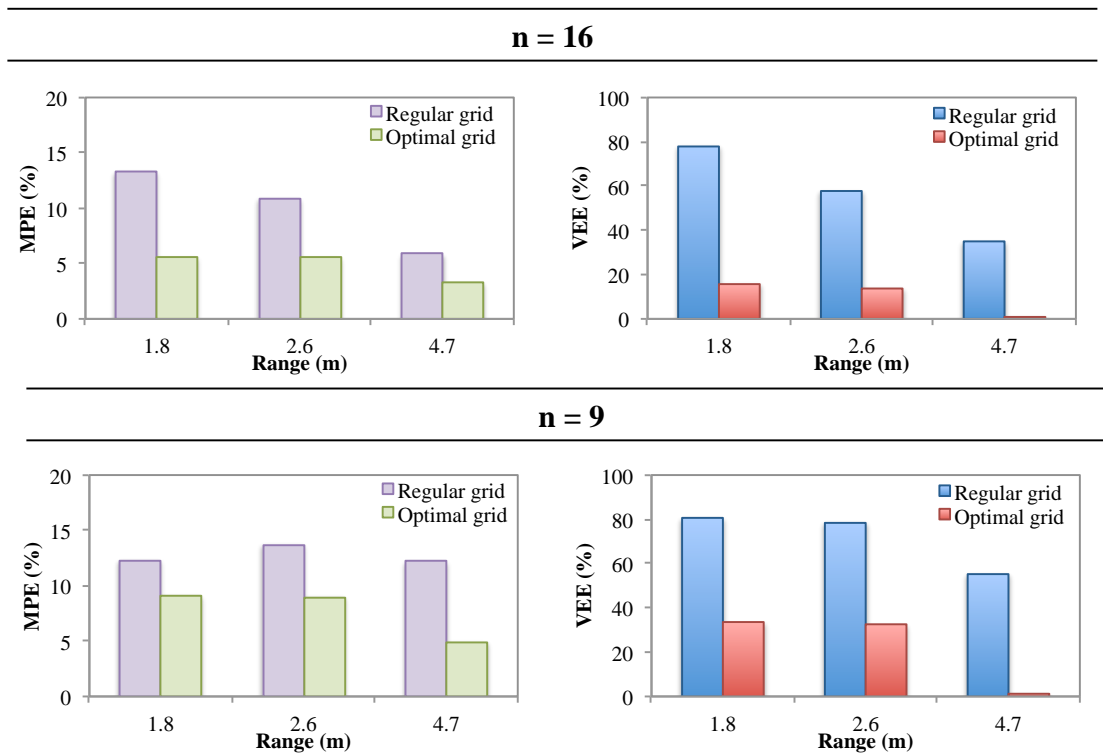 n = 16
20
15
10
5
0
MPE (%)
Regular grid
Optimal grid
1.8 2.6 4.7
Range (m)
100
80
60
40
20
0
VEE (%)
Regular grid
Optimal grid
1.8 2.6 4.7
Range (m)
n = 9
20
15
10
5
0
MPE (%)
Regular grid
Optimal grid
1.8 2.6 4.7
Range (m)
100
80
60
40
20
0
VEE (%)
Regular grid
Optimal grid
1.8 2.6 4.7
Range (m)